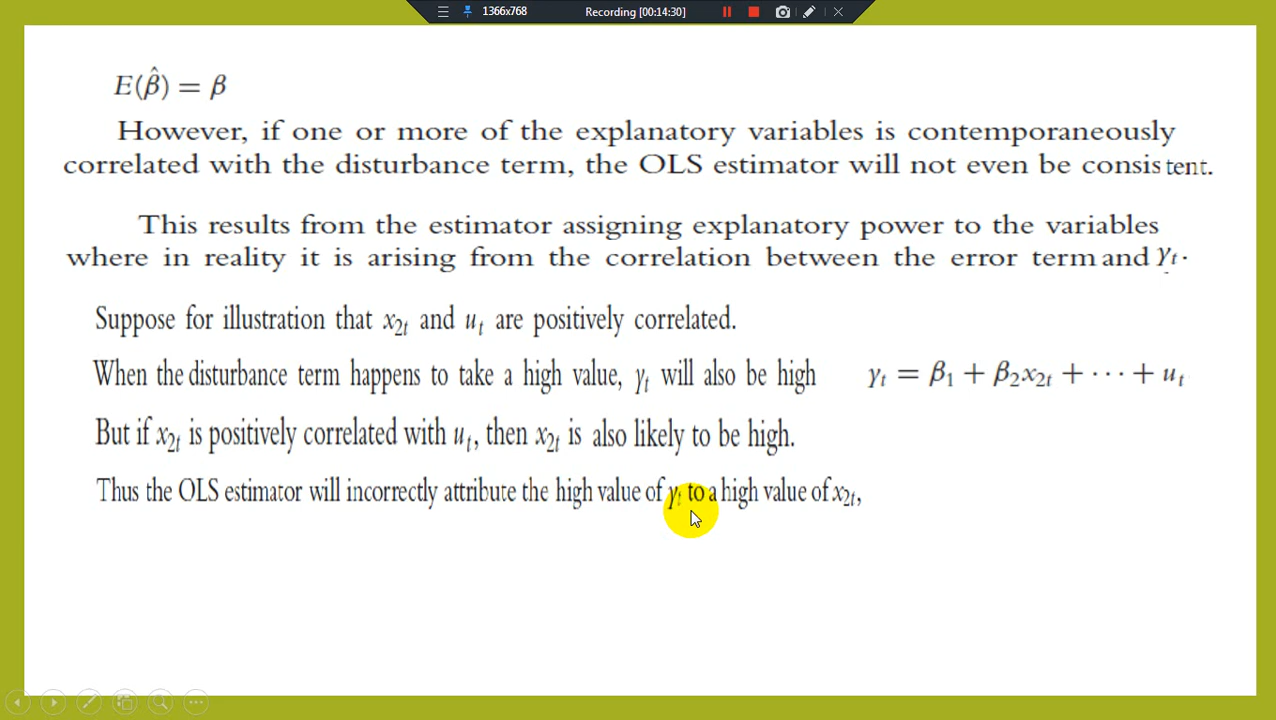 1366x768
Recording [00:14:30]
E(β̂) = β
However, if one or more of the explanatory variables is contemporaneously
correlated with the disturbance term, the OLS estimator will not even be consistent.
This results from the estimator assigning explanatory power to the variables
where in reality it is arising from the correlation between the error term and yₜ.
Suppose for illustration that x₂ₜ and uₜ are positively correlated.
When the disturbance term happens to take a high value, yₜ will also be high
yₜ = β₁ + β₂x₂ₜ + ··· + uₜ
But if x₂ₜ is positively correlated with uₜ, then x₂ₜ is also likely to be high.
Thus the OLS estimator will incorrectly attribute the high value of yₜ to a high value of x₂ₜ,